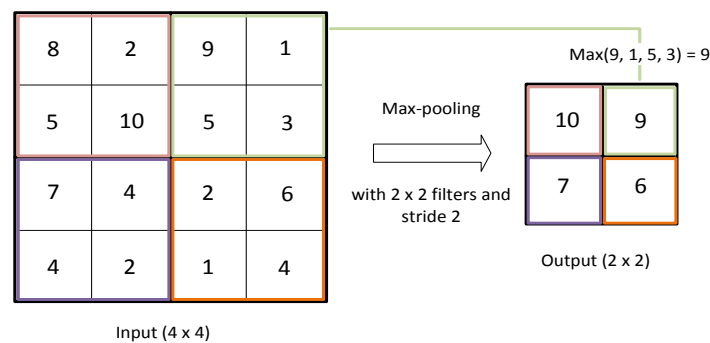 8 2 9 1
Max(9, 1, 5, 3) = 9
5 10 5 3
Max-pooling
10 9
7 4 2 6
with 2 x 2 filters and
stride 2
7 6
4 2 1 4
Output (2 x 2)
Input (4 x 4)